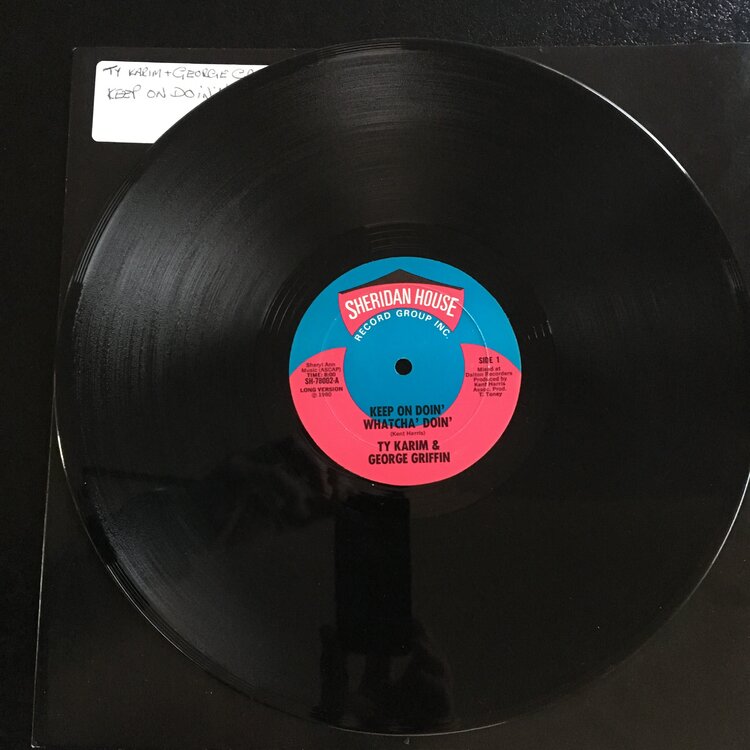 TY KARIM + GEORGE
KEEP ON DOIN'
SHERIDAN HOUSE
RECORD GROUP INC.
Sheryl Ann
Music (ASCAP)
TIME: 8:00
SH-78002-A
LONG VERSION
℗ 1980
SIDE 1
Mixed at
Dalton Recorders
Produced by
Kent Harris
Assoc. Prod.
T. Toney
KEEP ON DOIN'
WHATCHA' DOIN'
(Kent Harris)
TY KARIM &
GEORGE GRIFFIN